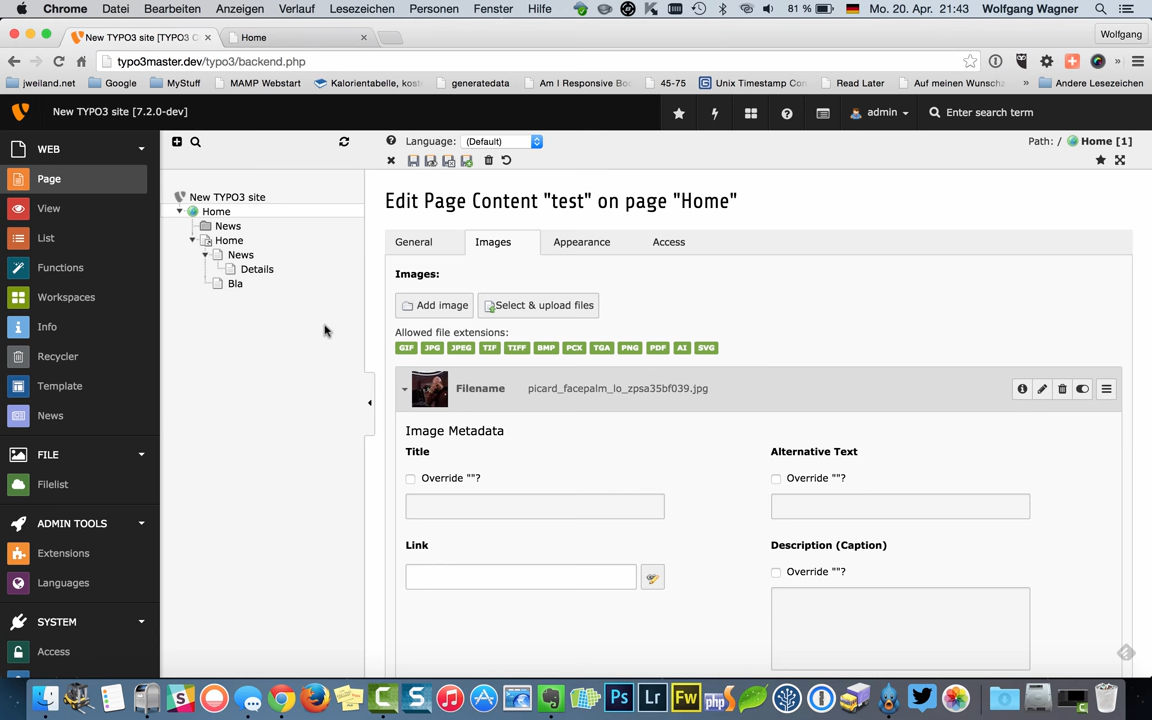 Chrome Datei Bearbeiten Anzeigen Verlauf Lesezeichen Personen Fenster Hilfe 81 % Mo. 20. Apr. 21:43 Wolfgang Wagner
New TYPO3 site [TYPO3 C Home Wolfgang
typo3master.dev/typo3/backend.php
jweiland.net Google MyStuff MAMP Webstart Kalorientabelle, kost generatedata Am I Responsive Bo 45-75 Unix Timestamp Con Read Later Auf meinen Wunsch » Andere Lesezeichen
New TYPO3 site [7.2.0-dev] admin Enter search term
WEB
Page
View
List
Functions
Workspaces
Info
Recycler
Template
News
FILE
Filelist
ADMIN TOOLS
Extensions
Languages
SYSTEM
Access
New TYPO3 site
Home
News
Home
News
Details
Bla
Language: (Default) Path: / Home [1]
Edit Page Content "test" on page "Home"
General Images Appearance Access
Images:
Add image Select & upload files
Allowed file extensions:
GIF JPG JPEG TIF TIFF BMP PCX TGA PNG PDF AI SVG
Filename picard_facepalm_lo_zpsa35bf039.jpg
Image Metadata
Title Alternative Text
Override ""? Override ""?
Link Description (Caption)
Override ""?
Ps Lr Fw php